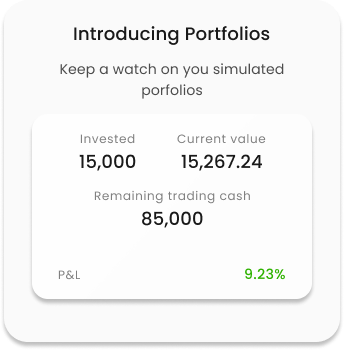 Introducing Portfolios
Keep a watch on you simulated
porfolios
Invested Current value
15,000 15,267.24
Remaining trading cash
85,000
P&L 9.23%